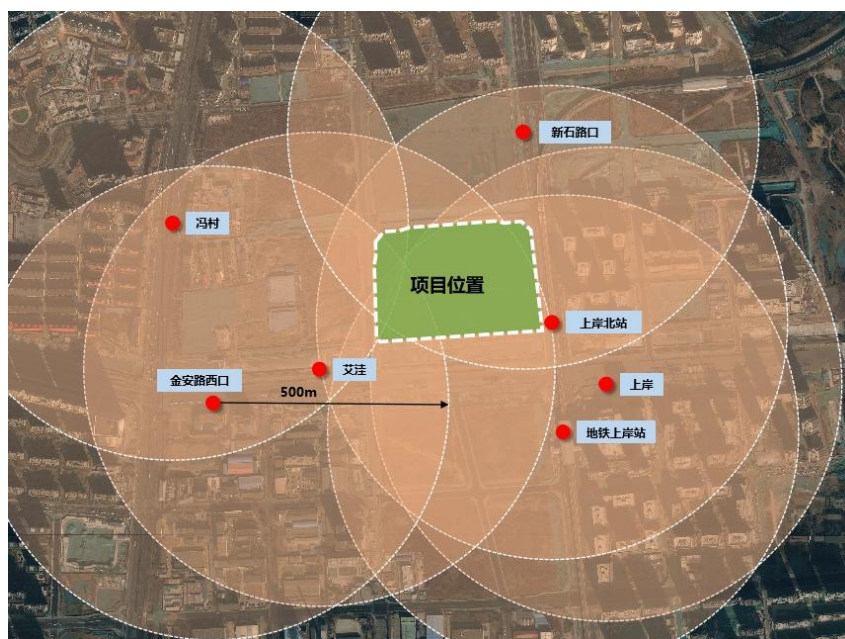 新石路口
冯村
项目位置
上岸北站
艾洼
金安路西口
500m
上岸
地铁上岸站